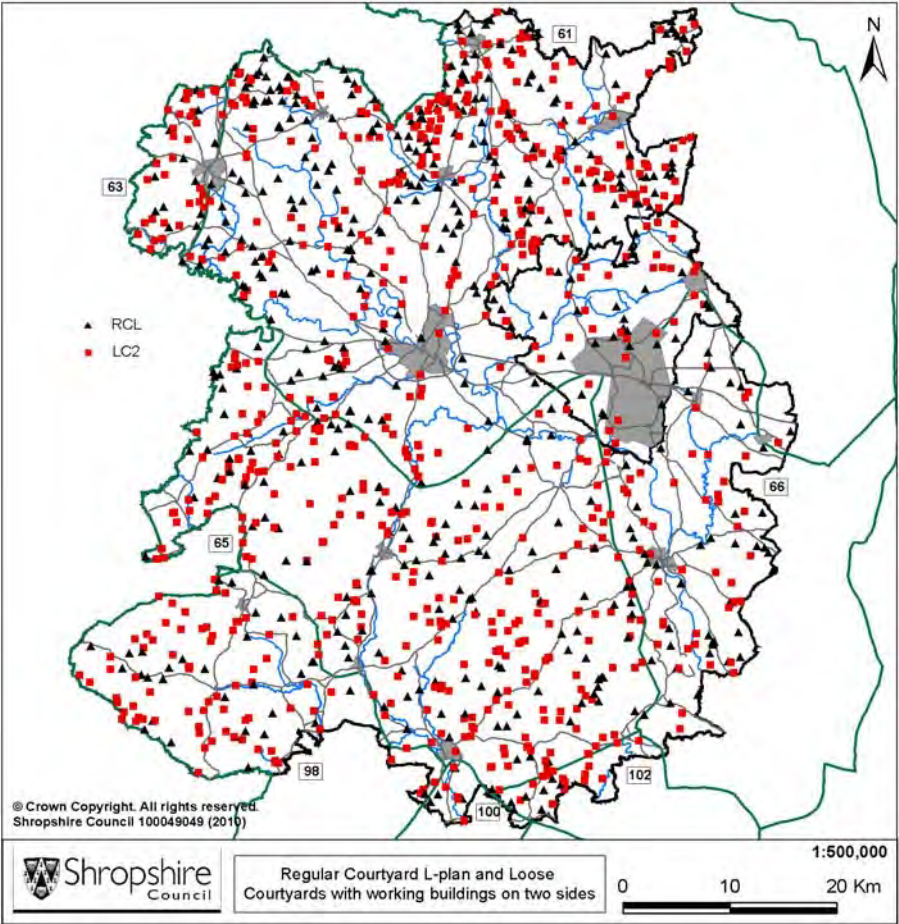 61
N
63
RCL
LC2
66
65
98
102
100
© Crown Copyright. All rights reserved.
Shropshire Council 100049049 (2010)
1:500,000
Shropshire
Council
Regular Courtyard L-plan and Loose
Courtyards with working buildings on two sides
0 10 20 Km